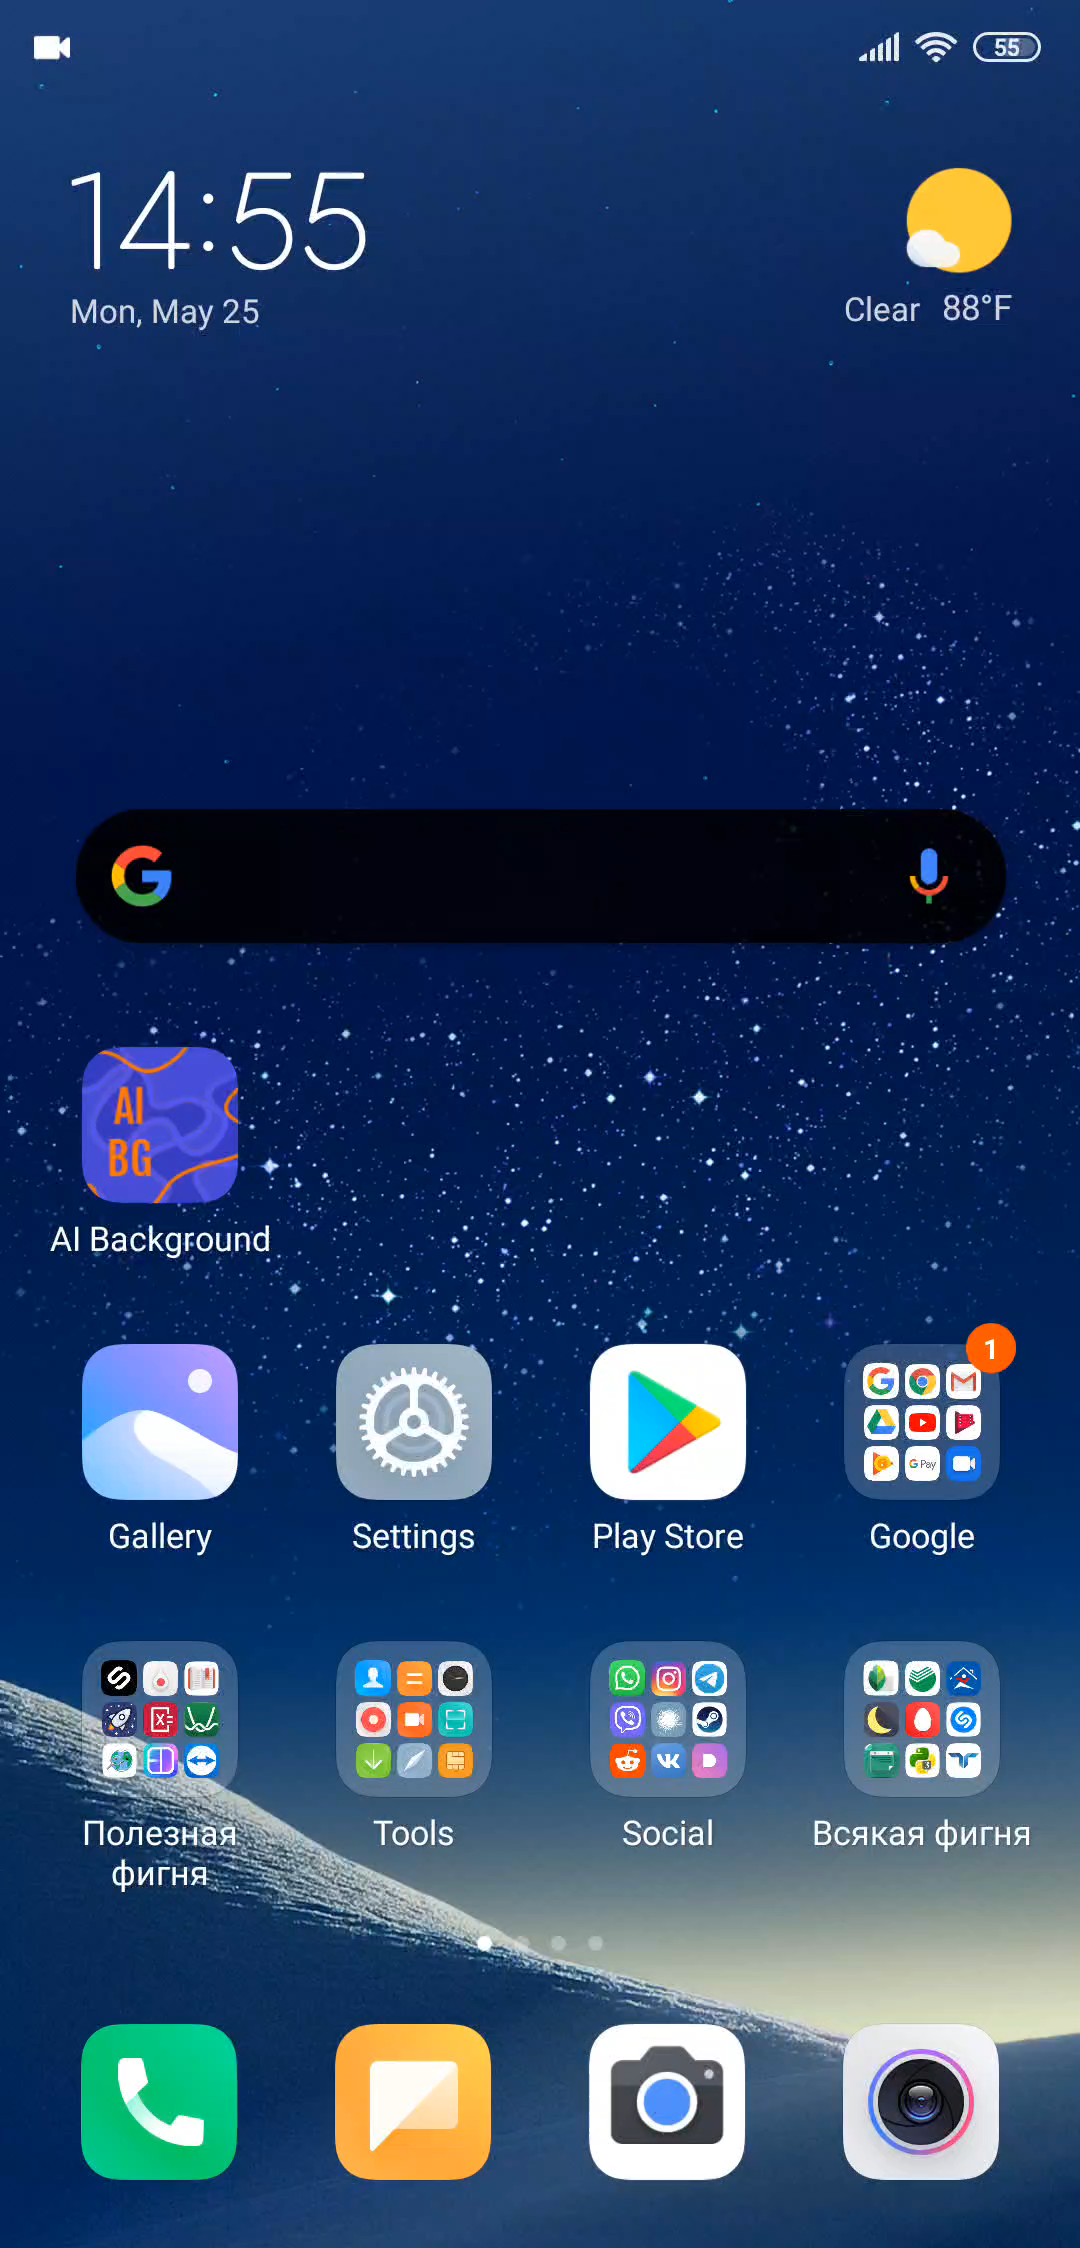 55
14:55
Mon, May 25
Clear 88°F
AI
BG
AI Background
1
G Pay
Gallery
Settings
Play Store
Google
Полезная
фигня
Tools
Social
Всякая фигня